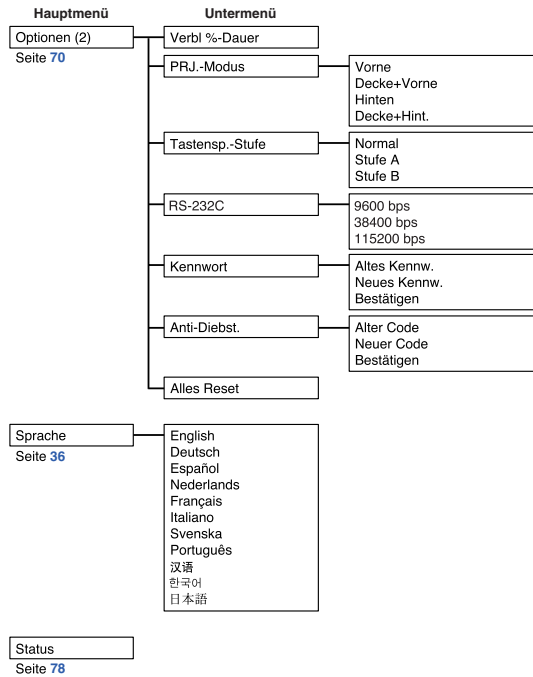 Hauptmenü Untermenü
Optionen (2)
Seite 70
Verbl %-Dauer
PRJ.-Modus
Vorne
Decke+Vorne
Hinten
Decke+Hint.
Tastensp.-Stufe
Normal
Stufe A
Stufe B
RS-232C
9600 bps
38400 bps
115200 bps
Kennwort
Altes Kennw.
Neues Kennw.
Bestätigen
Anti-Diebst.
Alter Code
Neuer Code
Bestätigen
Alles Reset
Sprache
Seite 36
English
Deutsch
Español
Nederlands
Français
Italiano
Svenska
Português
汉语
한국어
日本語
Status
Seite 78